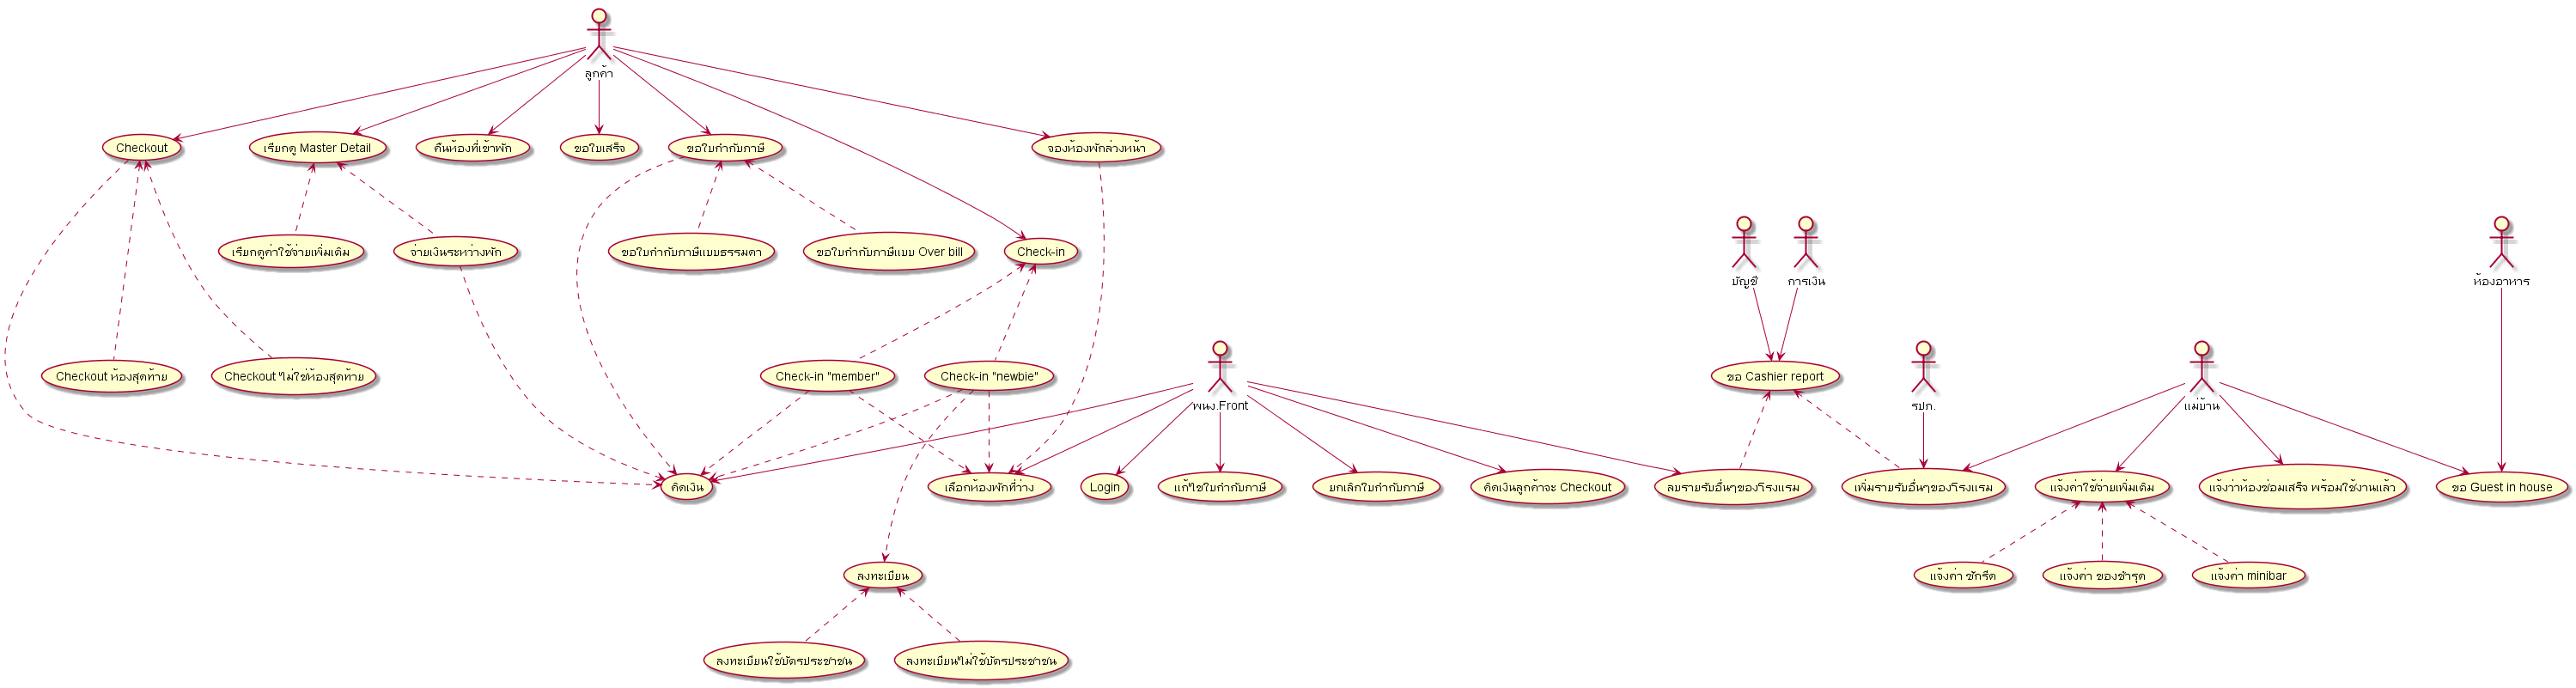 ลูกค้า
Checkout
เรียกดู Master Detail
คืนห้องที่เข้าพัก
ขอใบเสร็จ
ขอใบกำกับภาษี
จองห้องพักล่วงหน้า
เรียกดูค่าใช้จ่ายเพิ่มเติม
จ่ายเงินระหว่างพัก
ขอใบกำกับภาษีแบบธรรมดา
ขอใบกำกับภาษีแบบ Over bill
Check-in
บัญชี
การเงิน
ห้องอาหาร
Checkout ห้องสุดท้าย
Checkout ไม่ใช่ห้องสุดท้าย
Check-in "member"
Check-in "newbie"
พนง.Front
ขอ Cashier report
รปภ.
แม่บ้าน
คิดเงิน
เลือกห้องพักที่ว่าง
Login
แก้ไขใบกำกับภาษี
ยกเลิกใบกำกับภาษี
คิดเงินลูกค้าจะ Checkout
ลบรายรับอื่นๆของโรงแรม
เพิ่มรายรับอื่นๆของโรงแรม
แจ้งค่าใช้จ่ายเพิ่มเติม
แจ้งว่าห้องซ่อมเสร็จ พร้อมใช้งานแล้ว
ขอ Guest in house
ลงทะเบียน
แจ้งค่า ซักรีด
แจ้งค่า ของชำรุด
แจ้งค่า minibar
ลงทะเบียนใช้บัตรประชาชน
ลงทะเบียนไม่ใช้บัตรประชาชน